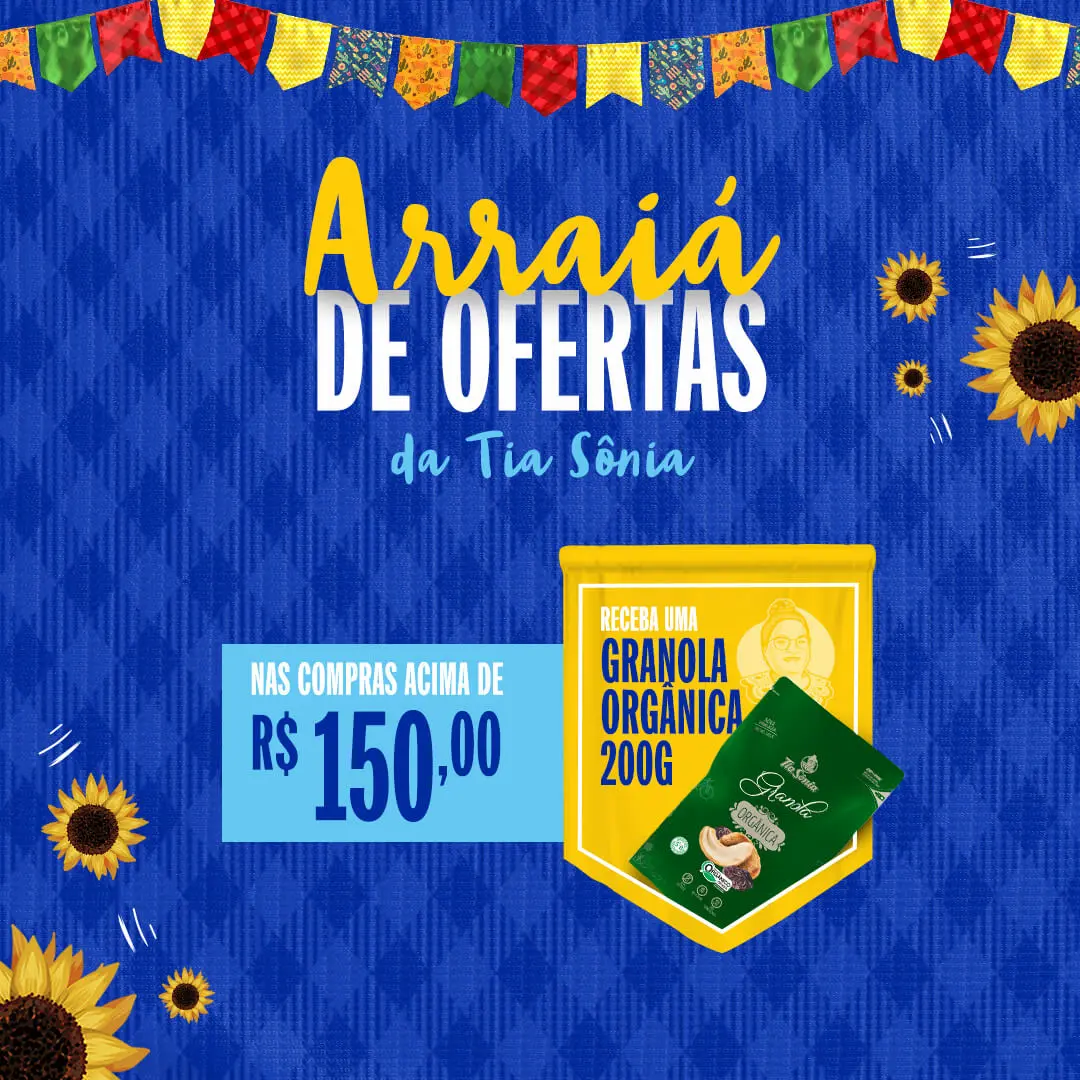 Arraiá
DE OFERTAS
da Tia Sônia
NAS COMPRAS ACIMA DE
R$ 150,00
RECEBA UMA
GRANOLA
ORGÂNICA
200G
Tia Sônia
Granola
ORGÂNICA
ORGÂNICO